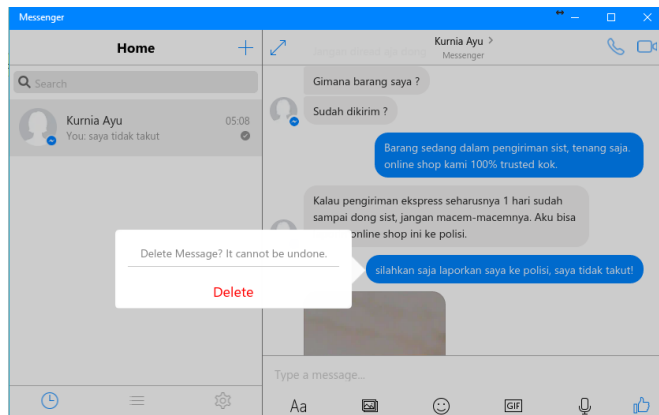 Messenger
Home
Kurnia Ayu >
Messenger
Search
Kurnia Ayu 05:08
You: saya tidak takut
Gimana barang saya ?
Sudah dikirim ?
Barang sedang dalam pengiriman sist, tenang saja.
online shop kami 100% trusted kok.
Kalau pengiriman ekspress seharusnya 1 hari sudah
sampai dong sist, jangan macem-macemnya. Aku bisa
online shop ini ke polisi.
Delete Message? It cannot be undone.
Delete
silahkan saja laporkan saya ke polisi, saya tidak takut!
Type a message...
Aa
GIF